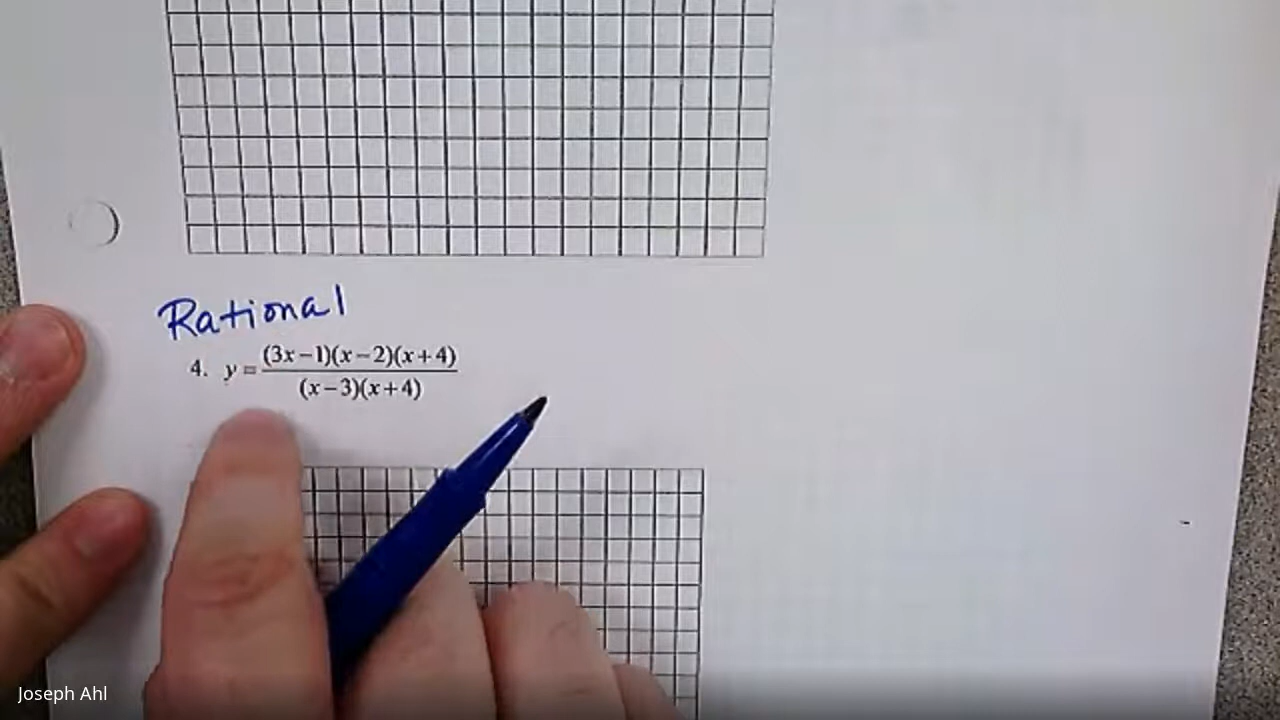 Rational
4. y = (3x−1)(x−2)(x+4)
(x−3)(x+4)
Joseph Ahl